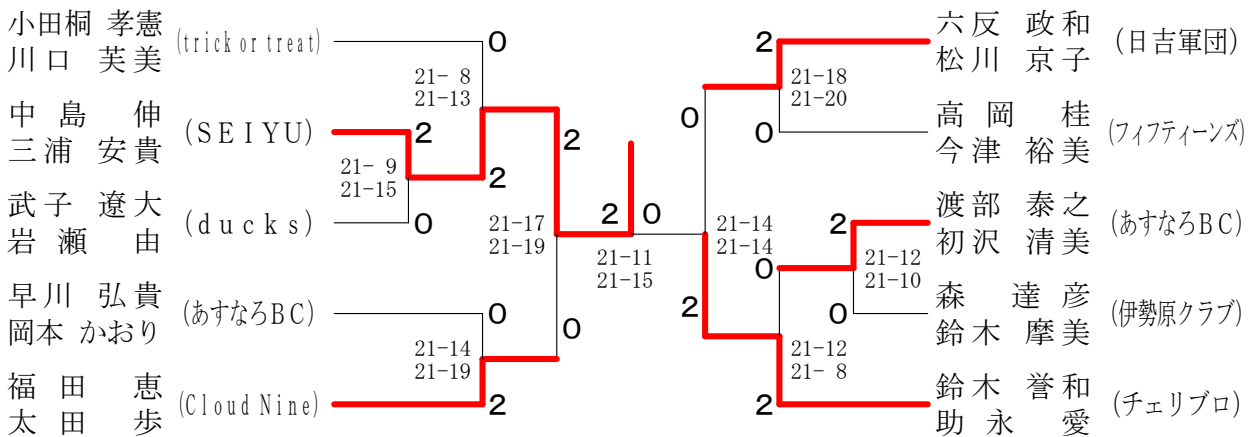 小田桐 孝憲
川口 芙美
(trick or treat)
0
21- 8
21-13
中島 伸
三浦 安貴
(SEIYU)
2
2
2
21- 9
21-15
武子 遼大
岩瀬 由
(ducks)
0
21-17
21-19
早川 弘貴
岡本 かおり
(あすなろBC)
0
0
21-14
21-19
福田 恵
太田 歩
(Cloud Nine)
2
2
0
21-11
21-15
六反 政和
松川 京子
(日吉軍団)
2
21-18
21-20
0
高岡 桂
今津 裕美
(フィフティーンズ)
0
渡部 泰之
初沢 清美
(あすなろBC)
2
21-14
21-14
0
21-12
21-10
森 達彦
鈴木 摩美
(伊勢原クラブ)
0
2
21-12
21- 8
鈴木 誉和
助永 愛
(チェリブロ)
2